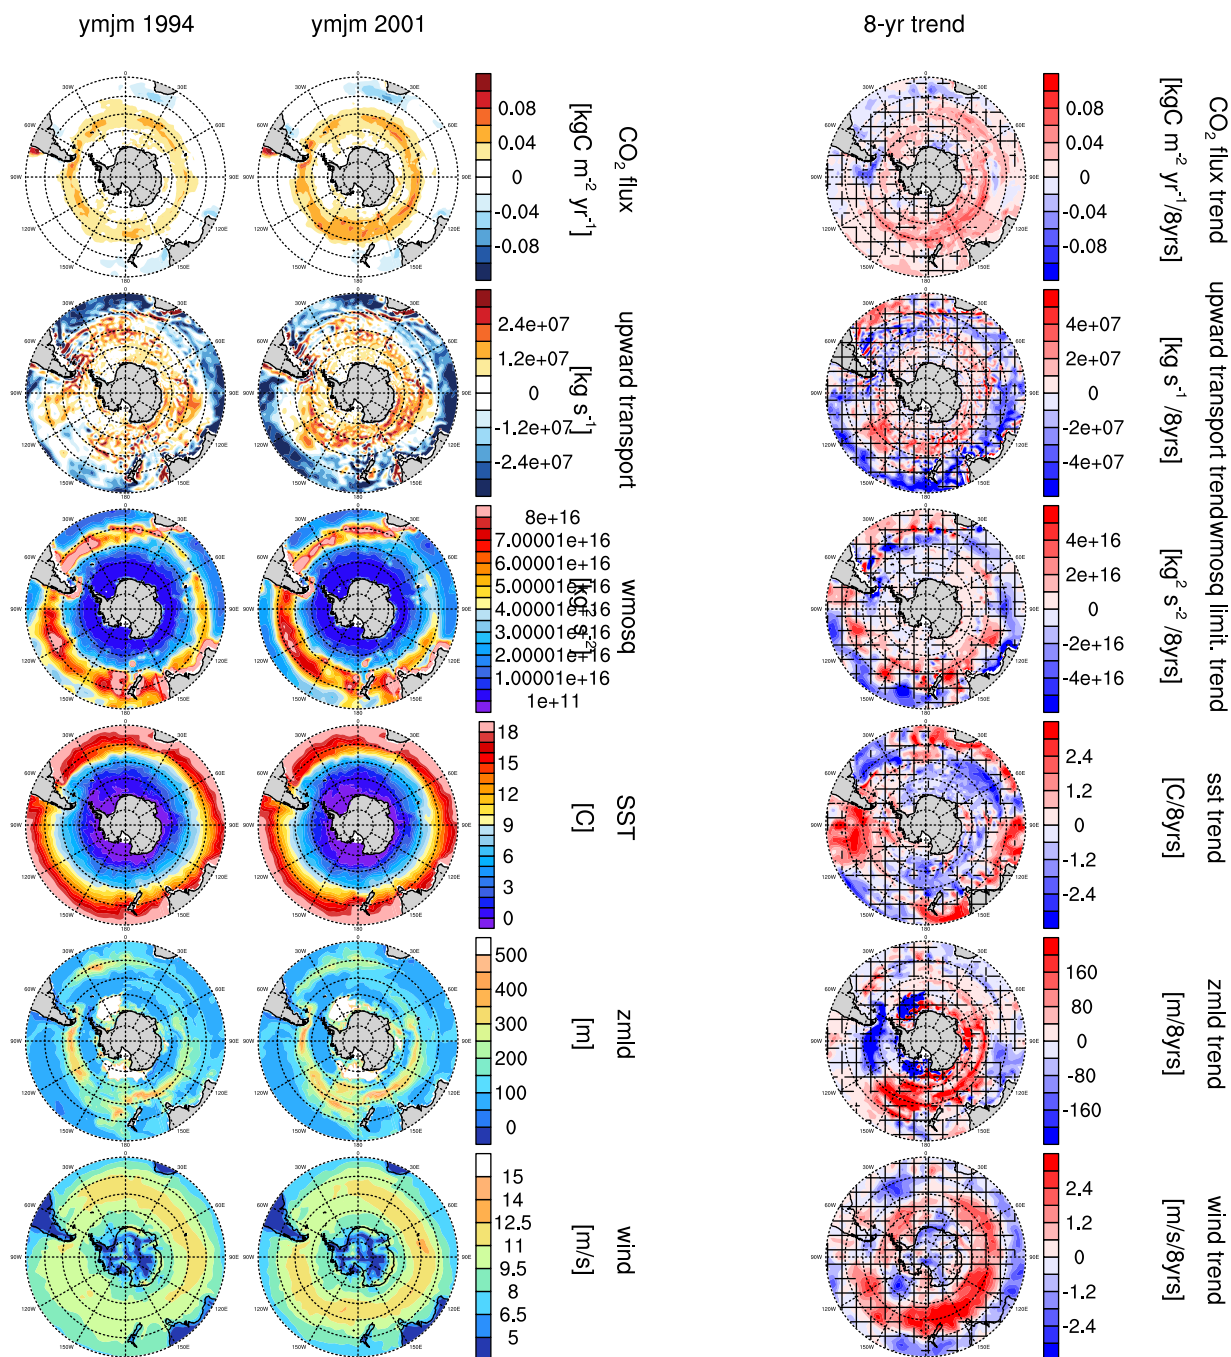 ymjm 1994
ymjm 2001
8-yr trend
0.08
0.04
0
-0.04
-0.08
CO2 flux
[kgC m-2 yr-1]
0.08
0.04
0
-0.04
-0.08
CO2 flux trend
[kgC m-2 yr-1/8yrs]
2.4e+07
1.2e+07
0
-1.2e+07
-2.4e+07
upward transport
[kg s-1]
4e+07
2e+07
0
-2e+07
-4e+07
upward transport trend
[kg s-1 /8yrs]
8e+16
7.00001e+16
6.00001e+16
5.00001e+16
4.00001e+16
3.00001e+16
2.00001e+16
1.00001e+16
1e+11
wmosq
[kg2 s-2]
4e+16
2e+16
0
-2e+16
-4e+16
wmosq limit. trend
[kg2 s-2 /8yrs]
18
15
12
9
6
3
0
SST
[C]
2.4
1.2
0
-1.2
-2.4
sst trend
[C/8yrs]
500
400
300
200
100
0
zmld
[m]
160
80
0
-80
-160
zmld trend
[m/8yrs]
15
14
12.5
11
9.5
8
6.5
5
wind
[m/s]
2.4
1.2
0
-1.2
-2.4
wind trend
[m/s/8yrs]